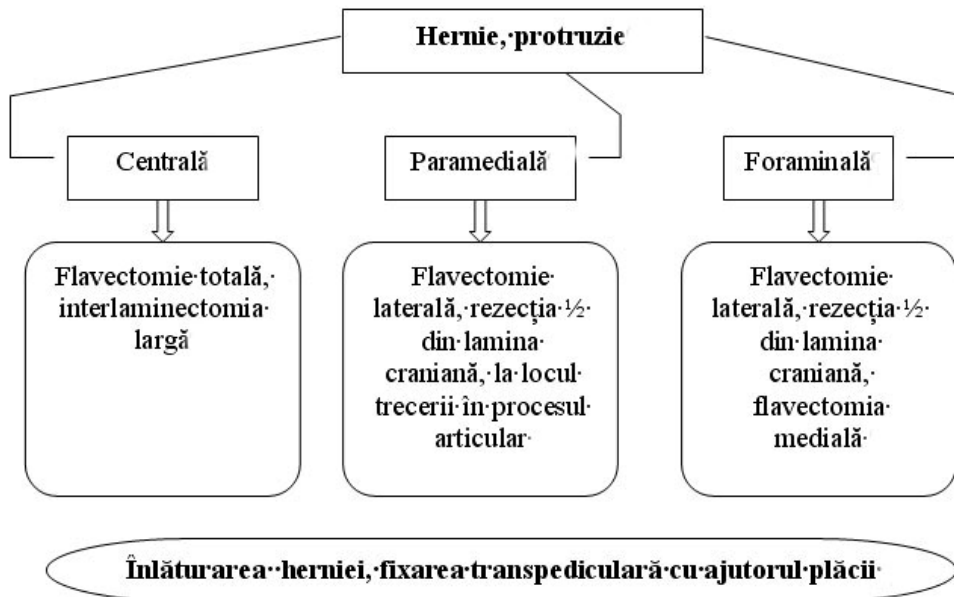 Hernie, protruzie
Centrală
Paramedială
Foraminală
Flavectomie totală,
interlaminectomia
largă
Flavectomie
laterală, rezecția ½
din lamina
craniană, la locul
trecerii în procesul
articular
Flavectomie
laterală, rezecția ½
din lamina
craniană,
flavectomia
medială
Înlăturarea herniei, fixarea transpediculară cu ajutorul plăcii